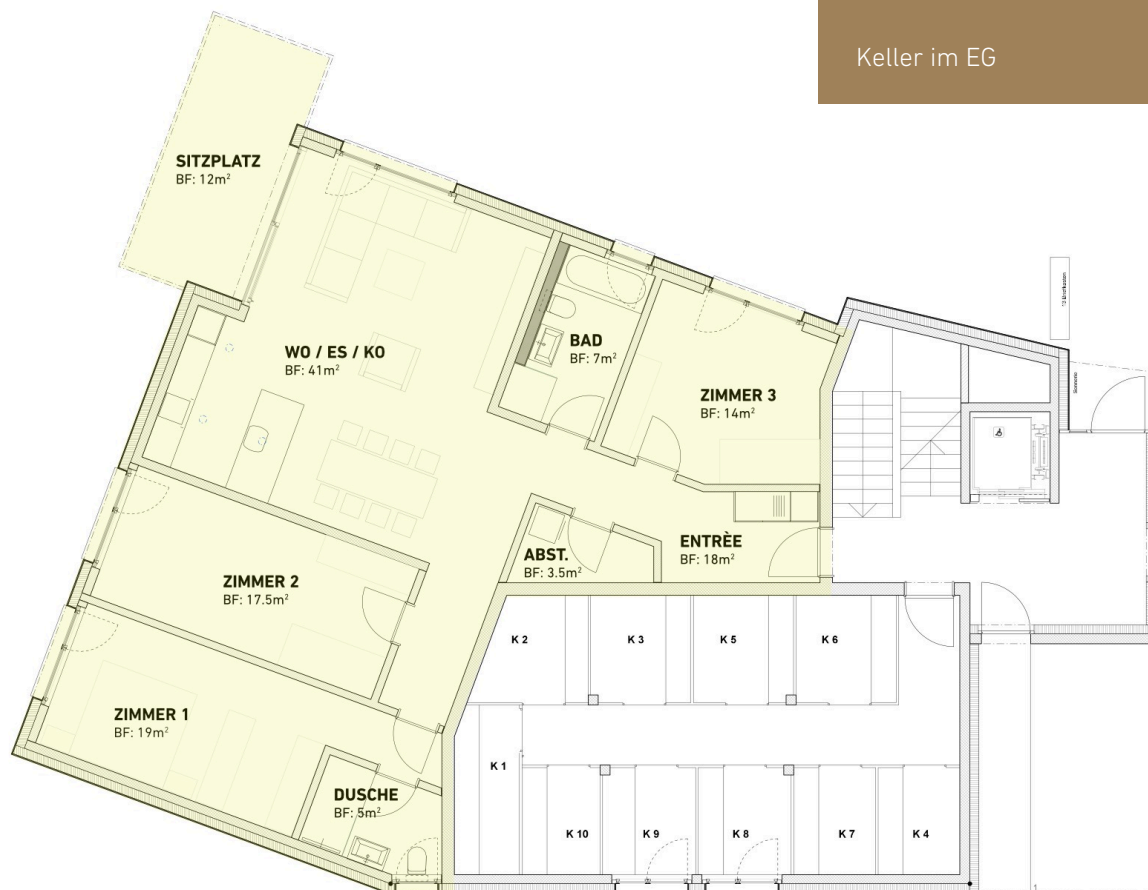 Keller im EG
SITZPLATZ
BF: 12m²
WO / ES / KO
BF: 41m²
BAD
BF: 7m²
ZIMMER 3
BF: 14m²
ENTRÈE
BF: 18m²
ABST.
BF: 3.5m²
ZIMMER 2
BF: 17.5m²
ZIMMER 1
BF: 19m²
DUSCHE
BF: 5m²
K 2
K 3
K 5
K 6
K 1
K 10
K 9
K 8
K 7
K 4